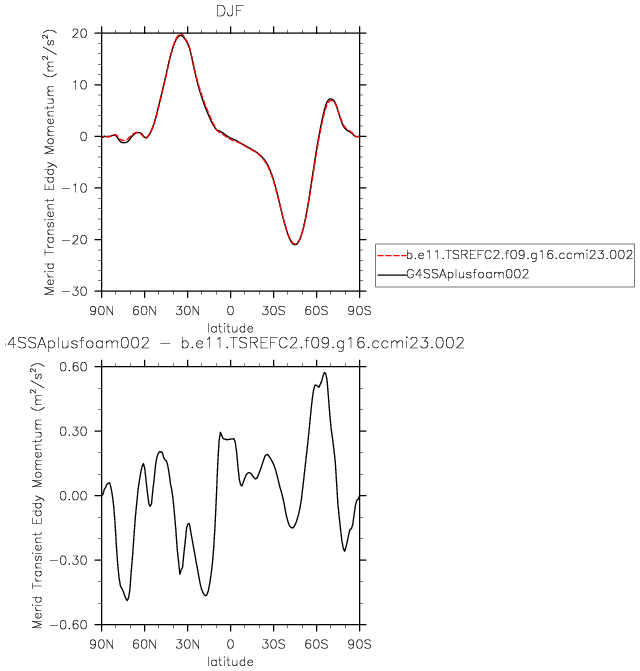 DJF
Merid Transient Eddy Momentum (m²/s²)
20
10
0
−10
−20
−30
90N 60N 30N 0 30S 60S 90S
latitude
b.e11.TSREFC2.f09.g16.ccmi23.002
G4SSAplusfoam002
4SSAplusfoam002 − b.e11.TSREFC2.f09.g16.ccmi23.002
Merid Transient Eddy Momentum (m²/s²)
0.60
0.30
0.00
−0.30
−0.60
90N 60N 30N 0 30S 60S 90S
latitude